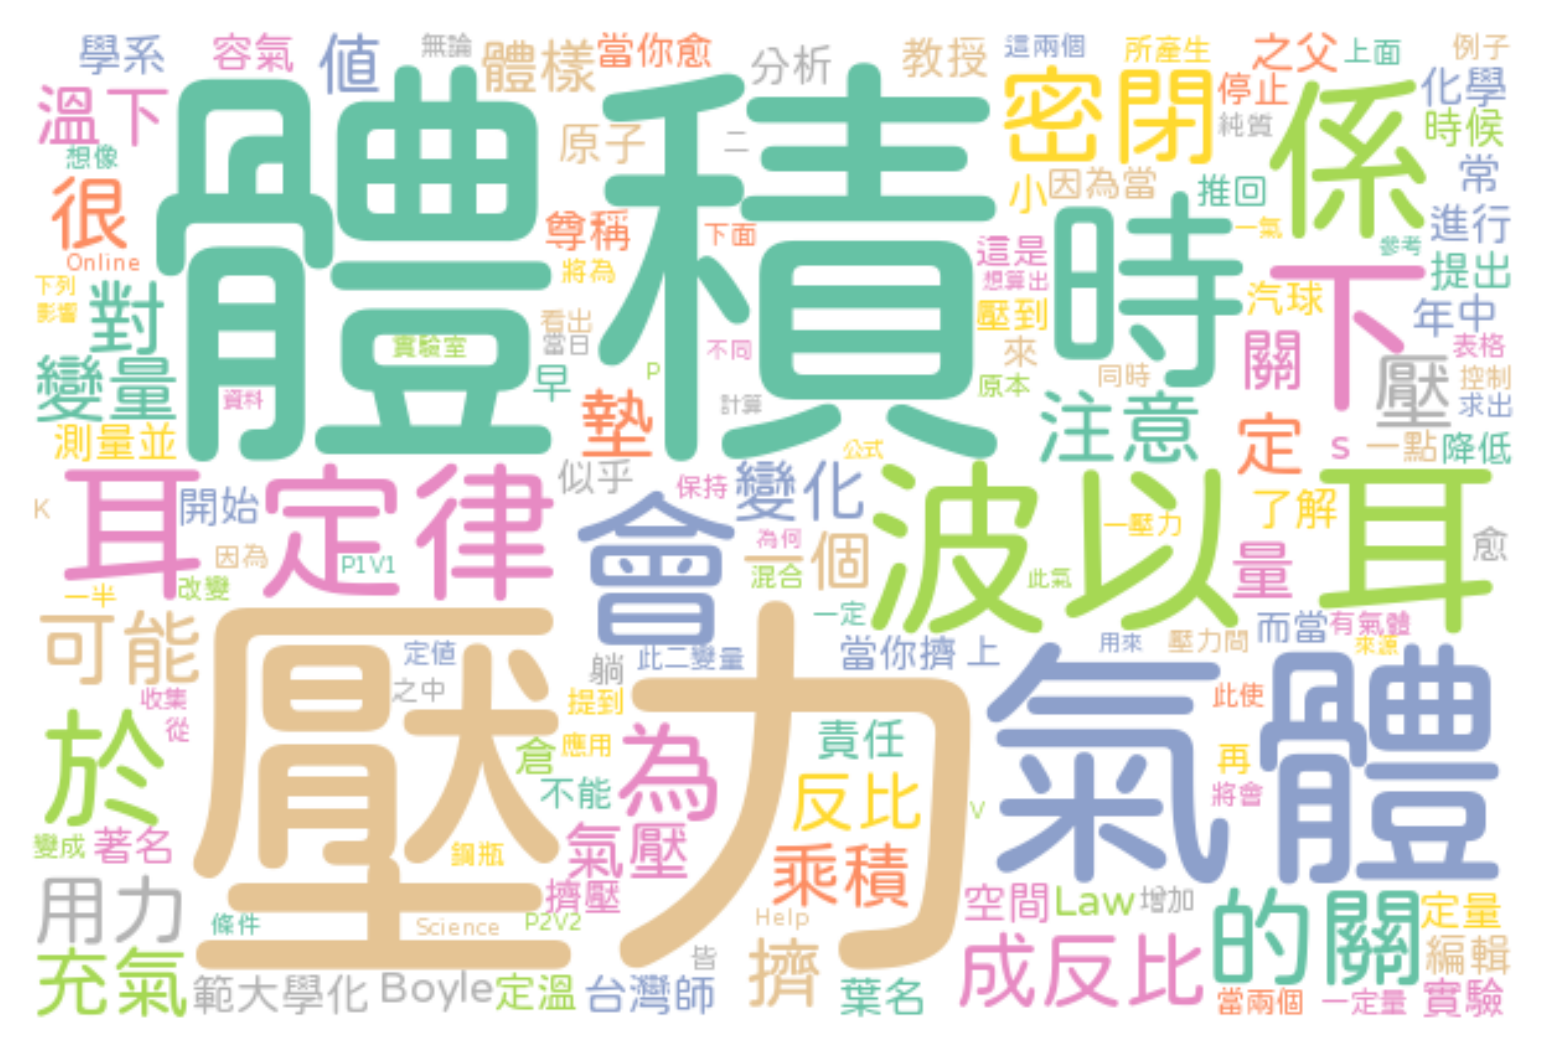 學系 容氣 值 無論 體樣 當你愈 分析 教授 這兩個 所產生 之父 上面 例子
溫下 體積 密閉 停止 係 化學
想像 原子 二 純質 時候
很 尊稱 下面 小 因為當 推回 常
Online 將為 這是 時 一氣 進行
下列 對 想算出 參考 提出
影響 看出 壓到 汽球 下 年中
實驗室 當日 不同 來 關 表格
變量 資料 早 P 原本 同時 壓 控制
墊 計算 注意 求出
測量並 公式 定 s 一點 降低
耳定律 似乎 保持 變化 波以耳
K 開始 一壓力 了解
因為 P1V1 會 為何 一個 量 愈
一半 改變 混合 此氣
可能 一定 而當 有氣體
定值 此二變量 當你擠 上 用來 壓力間 來源
壓力 之中 躺 氣體
收集 提到 此使
於 從 倉 應用 為 責任 再
不能 反比 V 將會
變成 著名 鋼瓶 氣壓 乘積
用力 擠壓 空間 Law 增加 的關 定量
條件 Science P2V2 Help
充氣 皆 擠 成反比 編輯
範大學化 Boyle 定溫 台灣師 葉名 當兩個 一定量 實驗